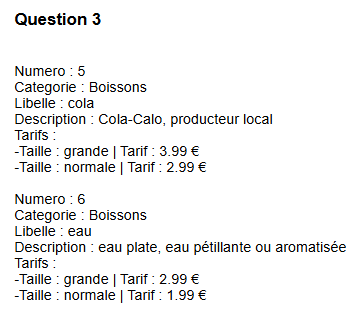 Question 3
Numero : 5
Categorie : Boissons
Libelle : cola
Description : Cola-Calo, producteur local
Tarifs :
-Taille : grande | Tarif : 3.99 €
-Taille : normale | Tarif : 2.99 €
Numero : 6
Categorie : Boissons
Libelle : eau
Description : eau plate, eau pétillante ou aromatisée
Tarifs :
-Taille : grande | Tarif : 2.99 €
-Taille : normale | Tarif : 1.99 €